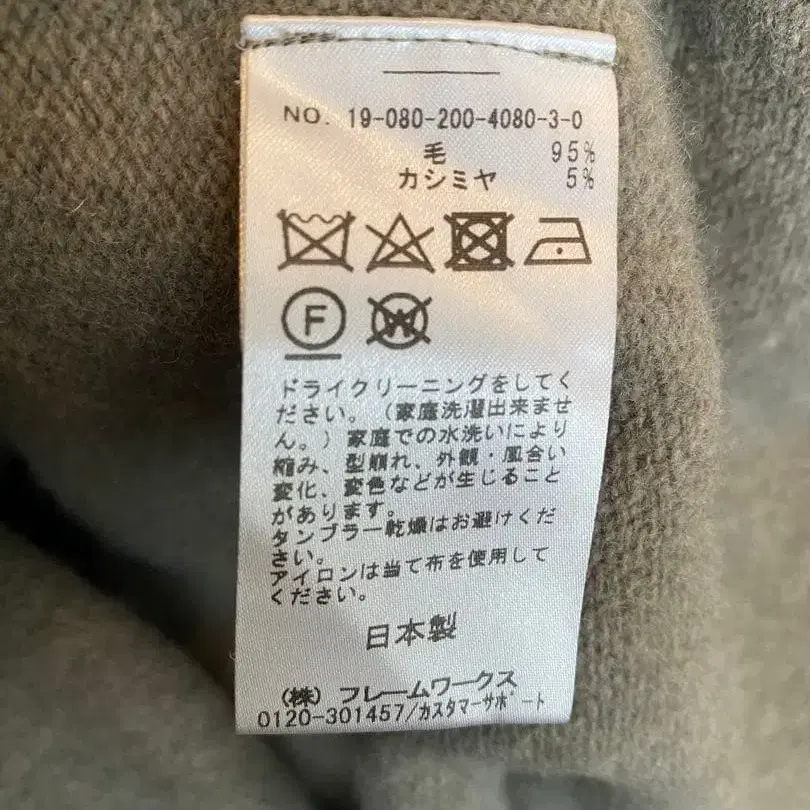 NO. 19-080-200-4080-3-0
毛 95%
カシミヤ 5%
F W
ドライクリーニングをしてく
ださい。(家庭洗濯出来ませ
ん。)家庭での水洗いにより
縮み、型崩れ、外観・風合い
変化、変色などが生じること
があります。
タンブラー乾燥はお避けくだ
さい。
アイロンは当て布を使用して
ください。
日本製
(株) フレームワークス
0120-301457/カスタマーサポート